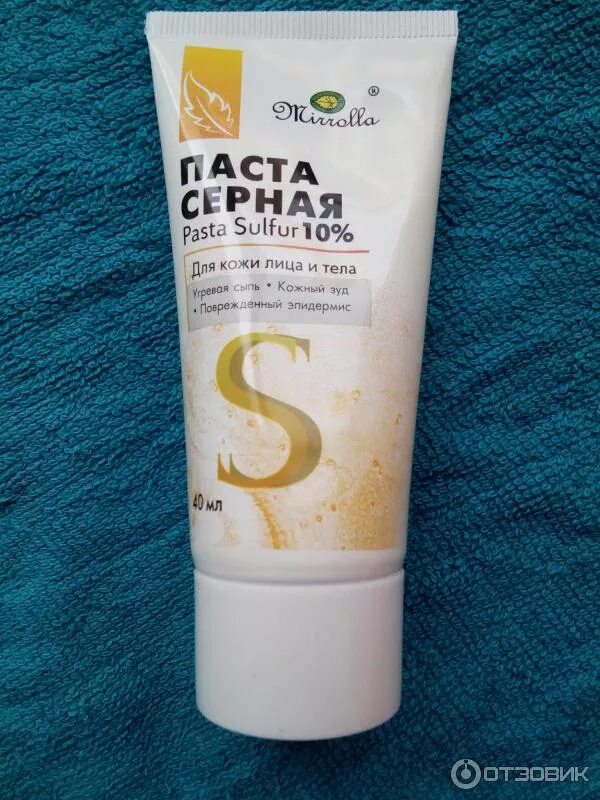 Mirrolla ®
ПАСТА
СЕРНАЯ
Pasta Sulfur 10%
Для кожи лица и тела
Угревая сыпь • Кожный зуд
• Поврежденный эпидермис
S
40 мл
ОТЗОВИК